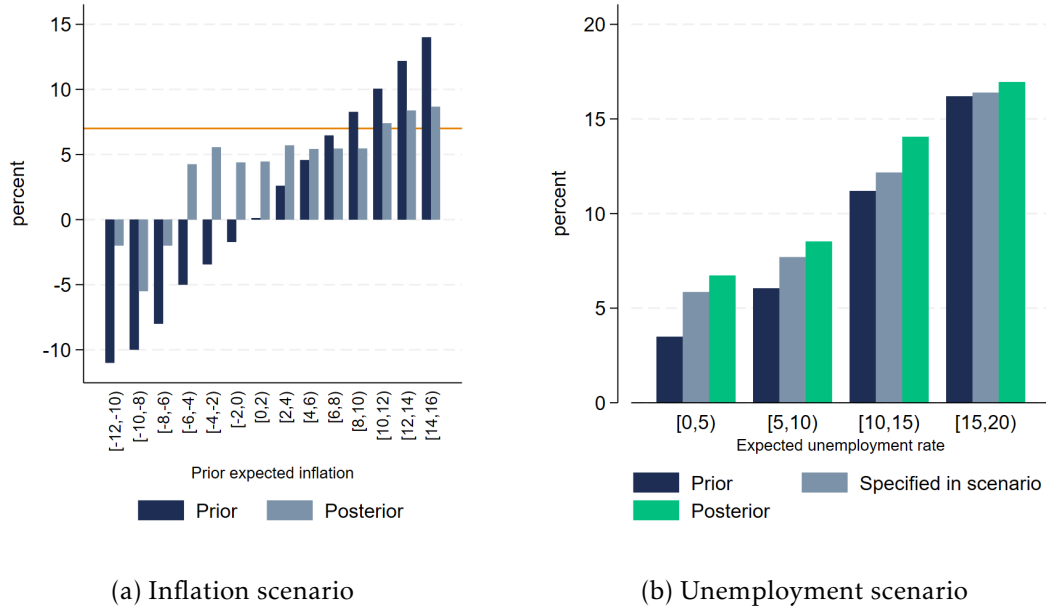 15
10
5
0
-5
-10
percent
[-12,-10)
[-10,-8)
[-8,-6)
[-6,-4)
[-4,-2)
[-2,0)
[0,2)
[2,4)
[4,6)
[6,8)
[8,10)
[10,12)
[12,14)
[14,16)
Prior expected inflation
Prior Posterior
(a) Inflation scenario
20
15
10
5
0
percent
[0,5) [5,10) [10,15) [15,20)
Expected unemployment rate
Prior Specified in scenario
Posterior
(b) Unemployment scenario